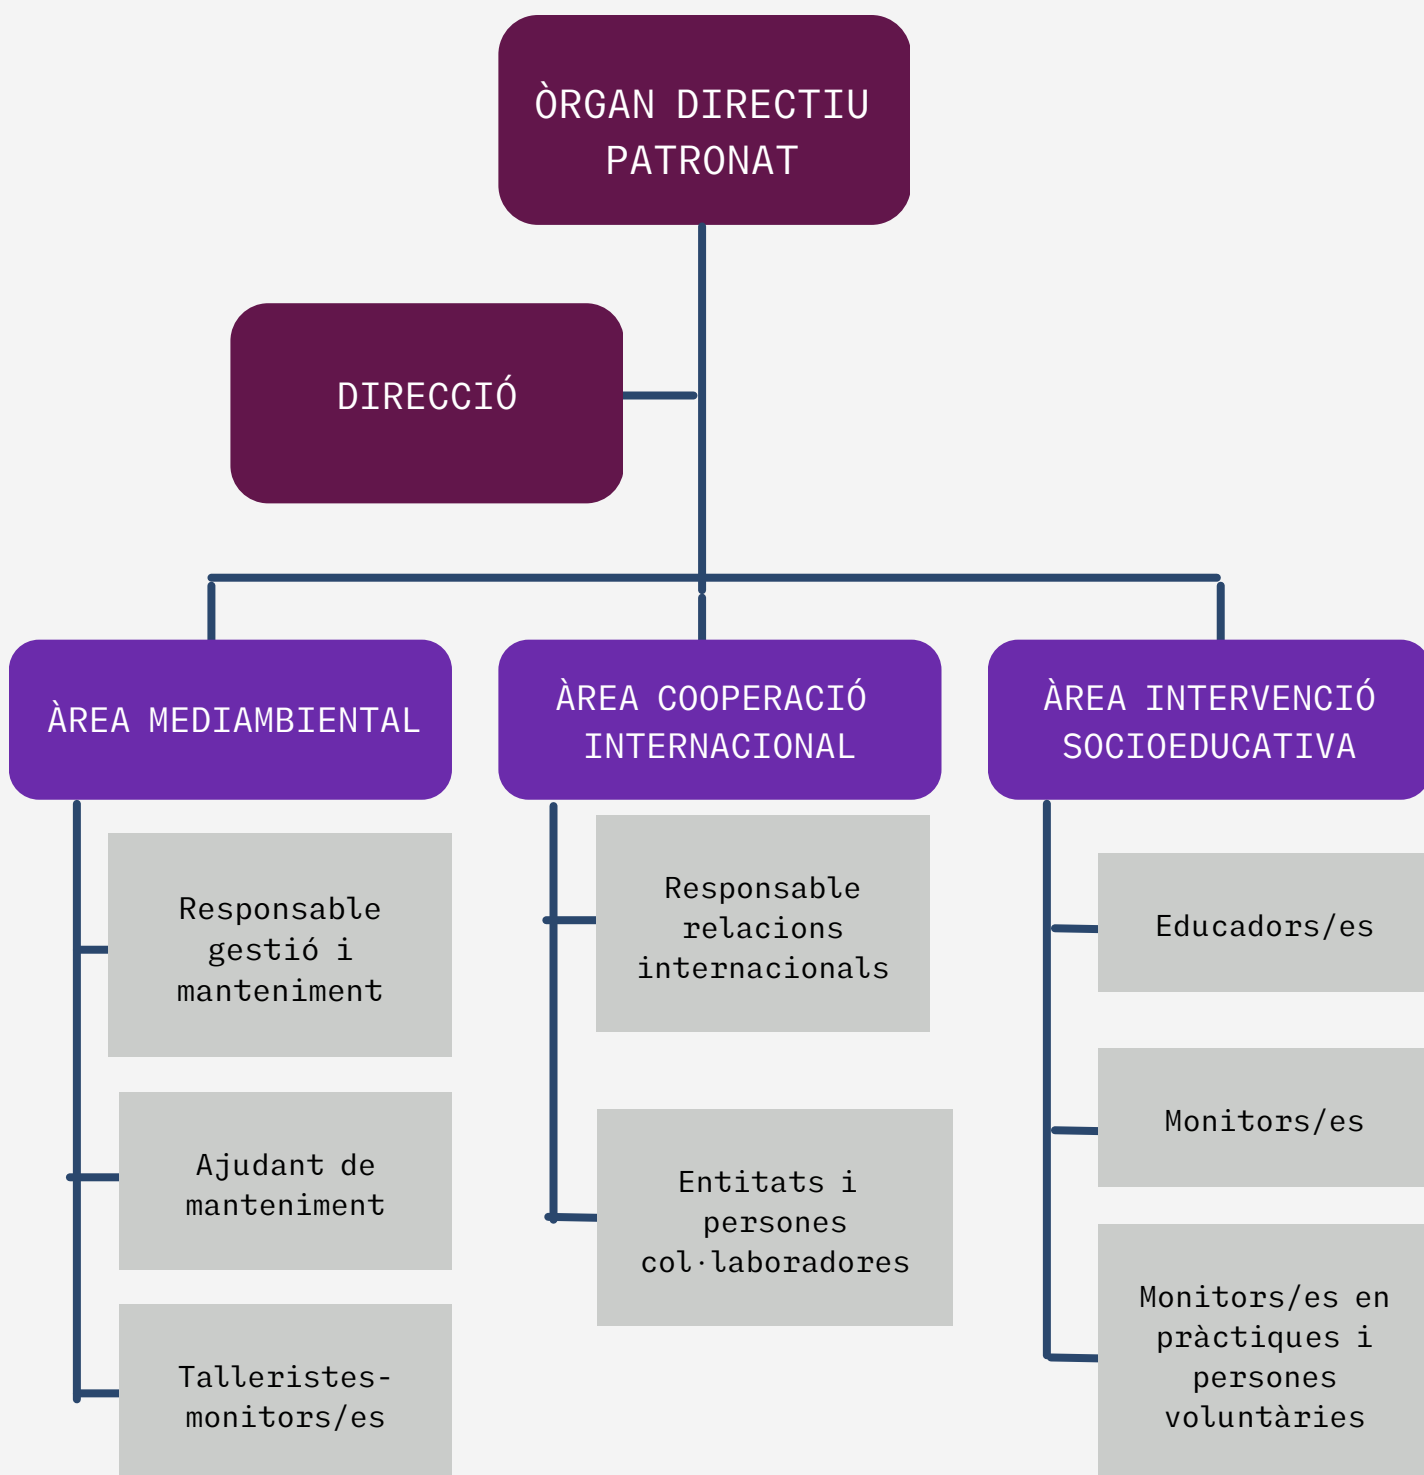 ÒRGAN DIRECTIU
PATRONAT
DIRECCIÓ
ÀREA MEDIAMBIENTAL
Responsable
gestió i
manteniment
Ajudant de
manteniment
Talleristes-
monitors/es
ÀREA COOPERACIÓ
INTERNACIONAL
Responsable
relacions
internacionals
Entitats i
persones
col·laboradores
ÀREA INTERVENCIÓ
SOCIOEDUCATIVA
Educadors/es
Monitors/es
Monitors/es en
pràctiques i
persones
voluntàries